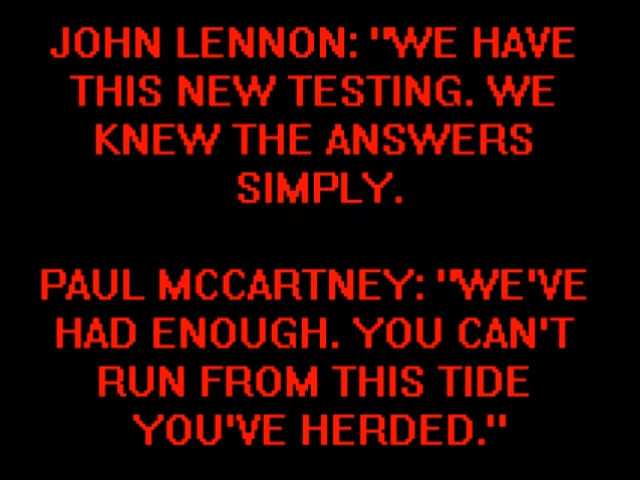 JOHN LENNON: "WE HAVE
THIS NEW TESTING. WE
KNEW THE ANSWERS
SIMPLY.
PAUL MCCARTNEY: "WE'VE
HAD ENOUGH. YOU CAN'T
RUN FROM THIS TIDE
YOU'VE HERDED."